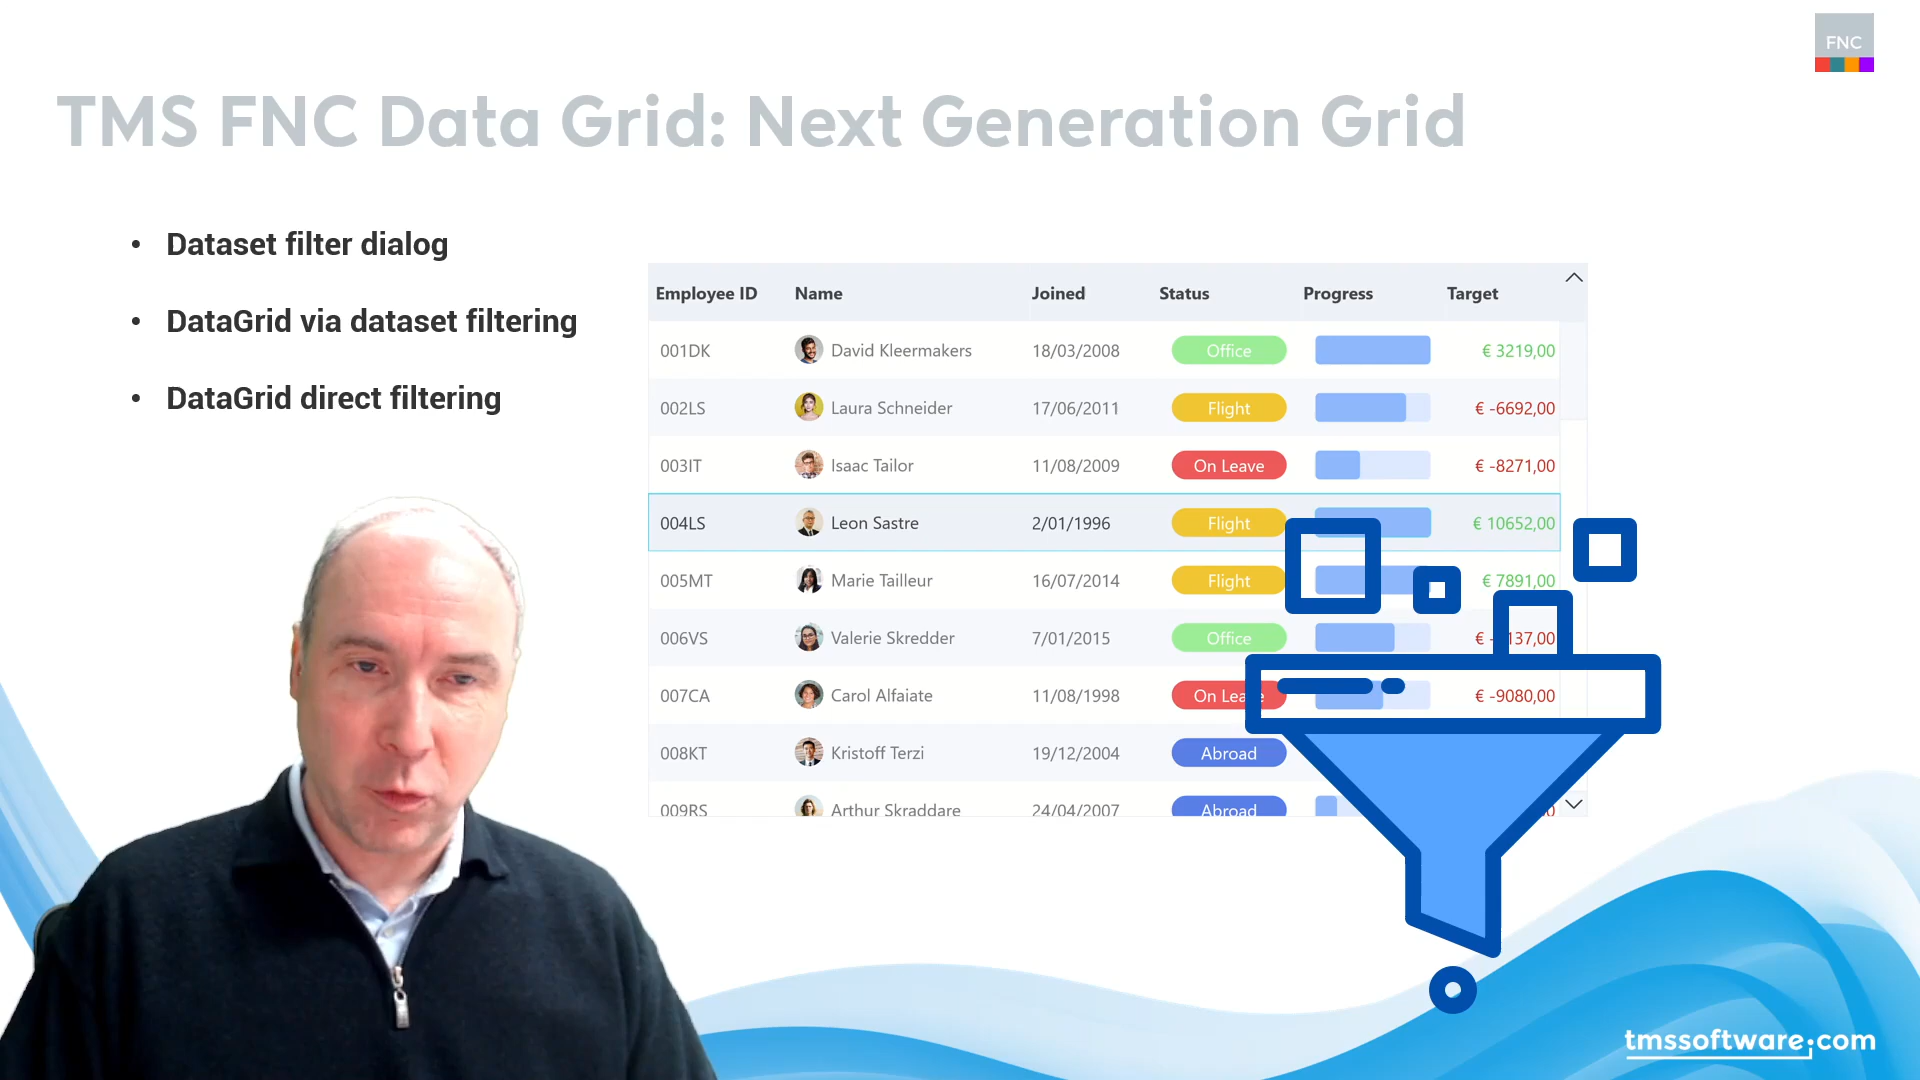 FNC
TMS FNC Data Grid: Next Generation Grid
• Dataset filter dialog
• DataGrid via dataset filtering
• DataGrid direct filtering
Employee ID Name Joined Status Progress Target
001DK David Kleermakers 18/03/2008 Office € 3219,00
002LS Laura Schneider 17/06/2011 Flight € -6692,00
003IT Isaac Tailor 11/08/2009 On Leave € -8271,00
004LS Leon Sastre 2/01/1996 Flight € 10652,00
005MT Marie Tailleur 16/07/2014 Flight € 7891,00
006VS Valerie Skredder 7/01/2015 Office
007CA Carol Alfaiate 11/08/1998 On Leave € -9080,00
008KT Kristoff Terzi 19/12/2004 Abroad
009RS Arthur Skraddare 24/04/2007 Abroad
tmssoftware.com